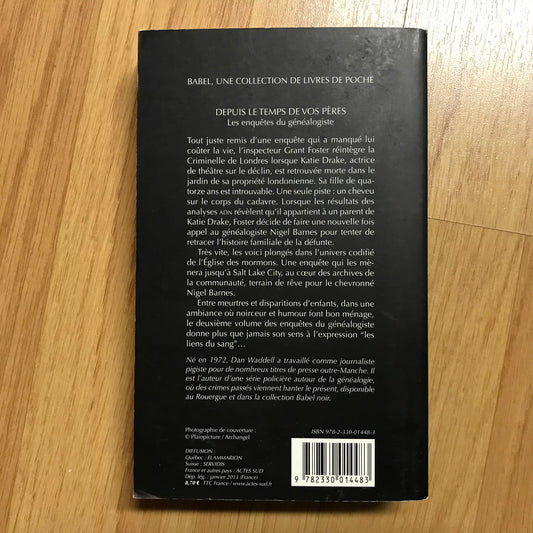 BABEL, UNE COLLECTION DE LIVRES DE POCHE
DEPUIS LE TEMPS DE VOS PÈRES
Les enquêtes du généalogiste
Tout juste remis d'une enquête qui a manqué lui
coûter la vie, l'inspecteur Grant Foster réintègre la
Criminelle de Londres lorsque Katie Drake, actrice
de théâtre sur le déclin, est retrouvée morte dans le
jardin de sa propriété londonienne. Sa fille de qua-
torze ans est introuvable. Une seule piste : un cheveu
sur le corps du cadavre. Lorsque les résultats des
analyses ADN révèlent qu'il appartient à un parent de
Katie Drake, Foster décide de faire une nouvelle fois
appel au généalogiste Nigel Barnes pour tenter de
retracer l'histoire familiale de la défunte.
Très vite, les voici plongés dans l'univers codifié
de l'Église des mormons. Une enquête qui les mè-
nera jusqu'à Salt Lake City, au cœur des archives de
la communauté, terrain de rêve pour le chevronné
Nigel Barnes.
Entre meurtres et disparitions d'enfants, dans une
ambiance où noirceur et humour font bon ménage,
le deuxième volume des enquêtes du généalogiste
donne plus que jamais son sens à l'expression "les
liens du sang"...
Né en 1972, Dan Waddell a travaillé comme journaliste
pigiste pour de nombreux titres de presse outre-Manche. Il
est l'auteur d'une série policière autour de la généalogie,
où des crimes passés viennent hanter le présent, disponible
au Rouergue et dans la collection Babel noir.
Photographie de couverture :
© Plainpicture / Archangel
ISBN 978-2-330-01448-3
DIFFUSION :
Québec : FLAMMARION
Suisse : SERVIDIS
France et autres pays : ACTES SUD
Dép. lég. : janvier 2013 (France)
8,70 € TTC France / www.actes-sud.fr
9 782330 014483